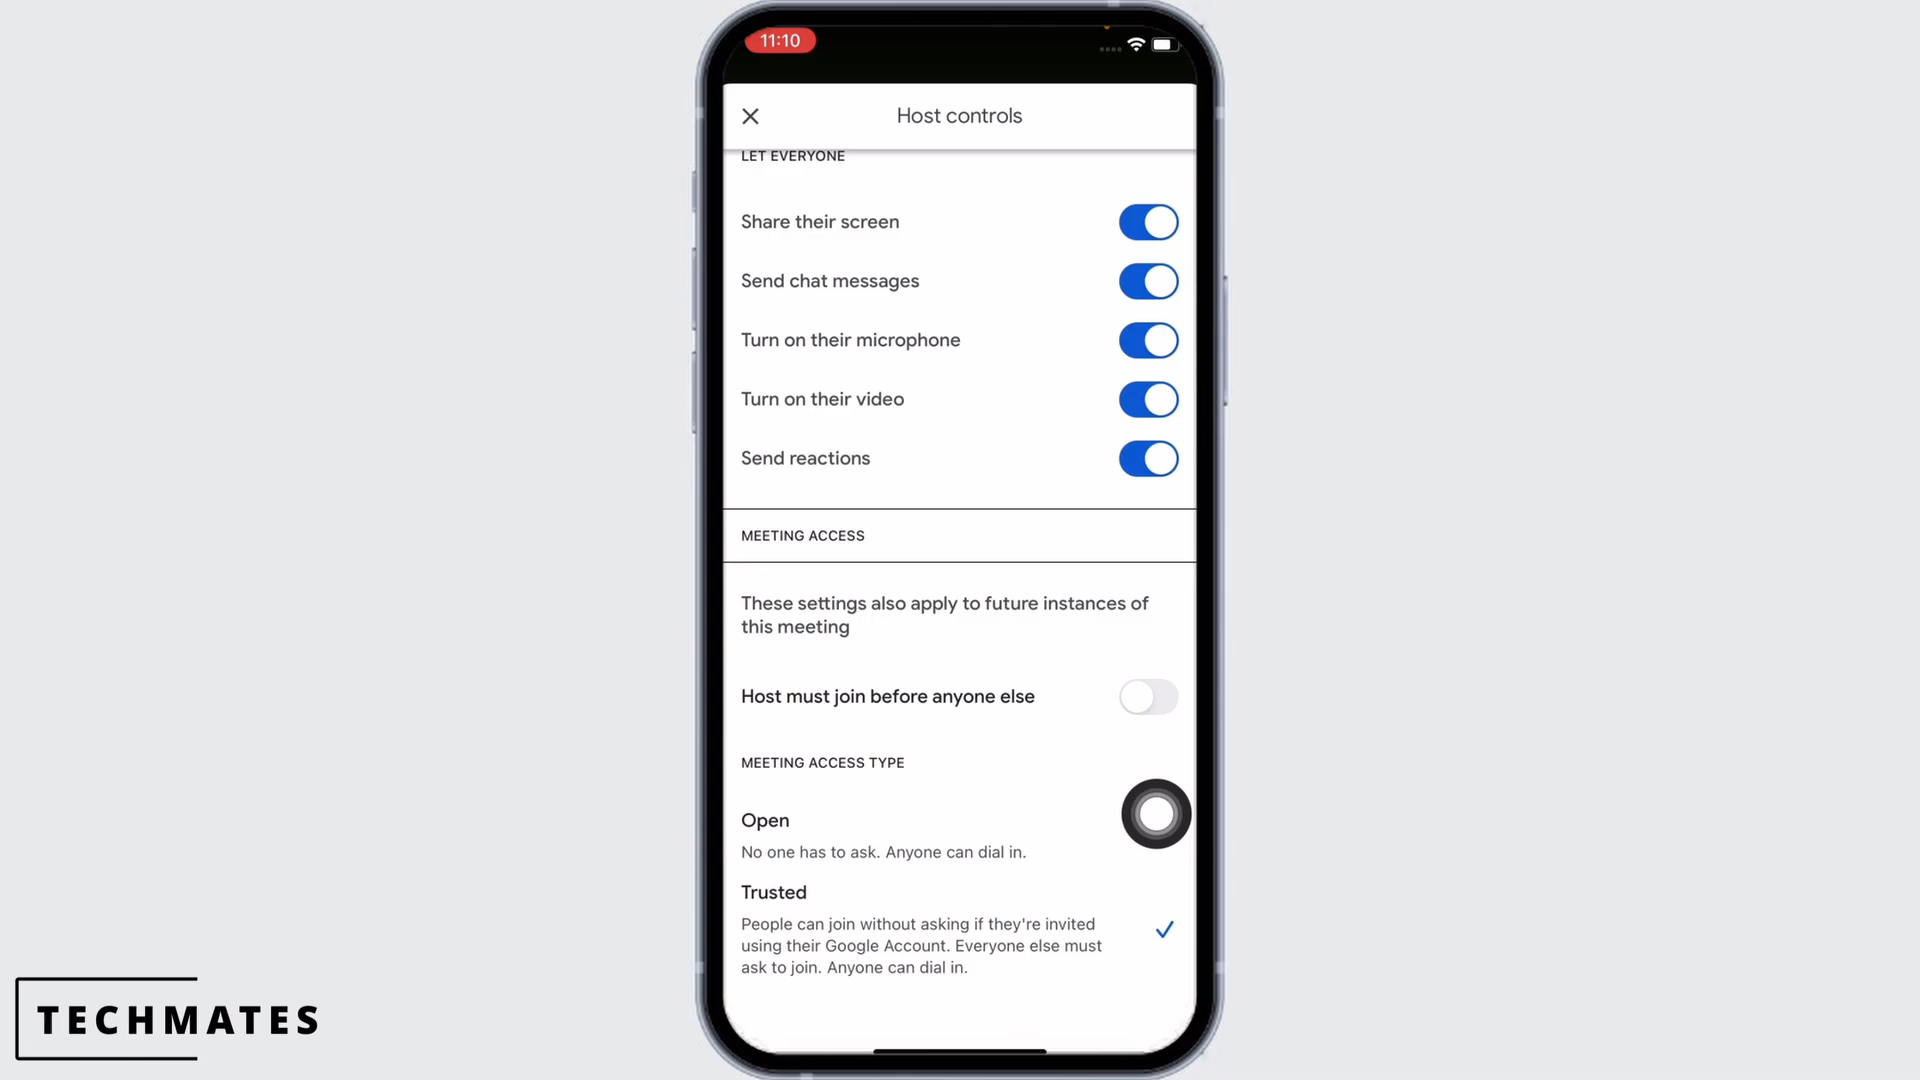 11:10
Host controls
LET EVERYONE
Share their screen
Send chat messages
Turn on their microphone
Turn on their video
Send reactions
MEETING ACCESS
These settings also apply to future instances of
this meeting
Host must join before anyone else
MEETING ACCESS TYPE
Open
No one has to ask. Anyone can dial in.
Trusted
People can join without asking if they're invited
using their Google Account. Everyone else must
ask to join. Anyone can dial in.
TECHMATES